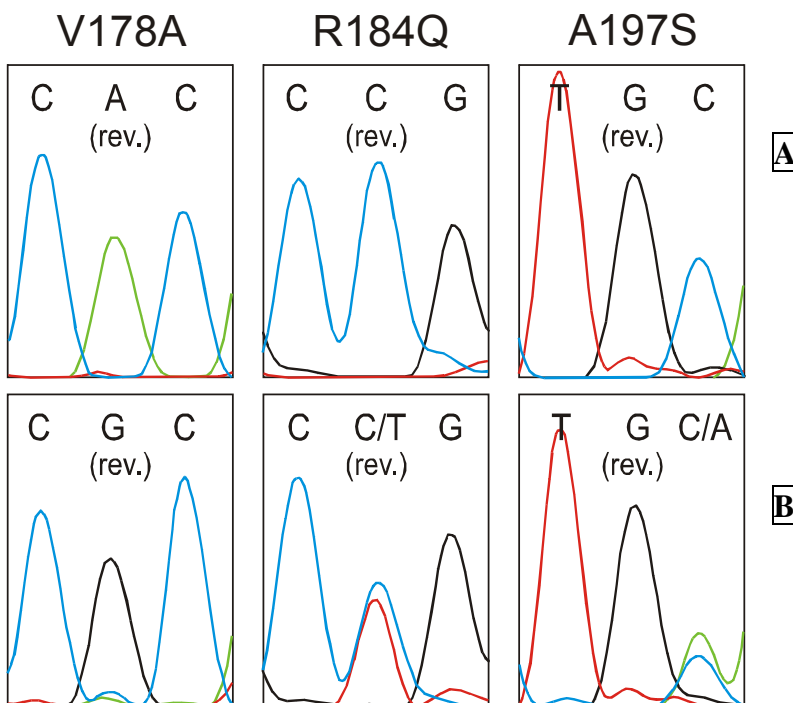 V178A R184Q A197S
C A C C C G T G C
(rev.) (rev.) (rev.)
A
C G C C C/T G T G C/A
(rev.) (rev.) (rev.)
B